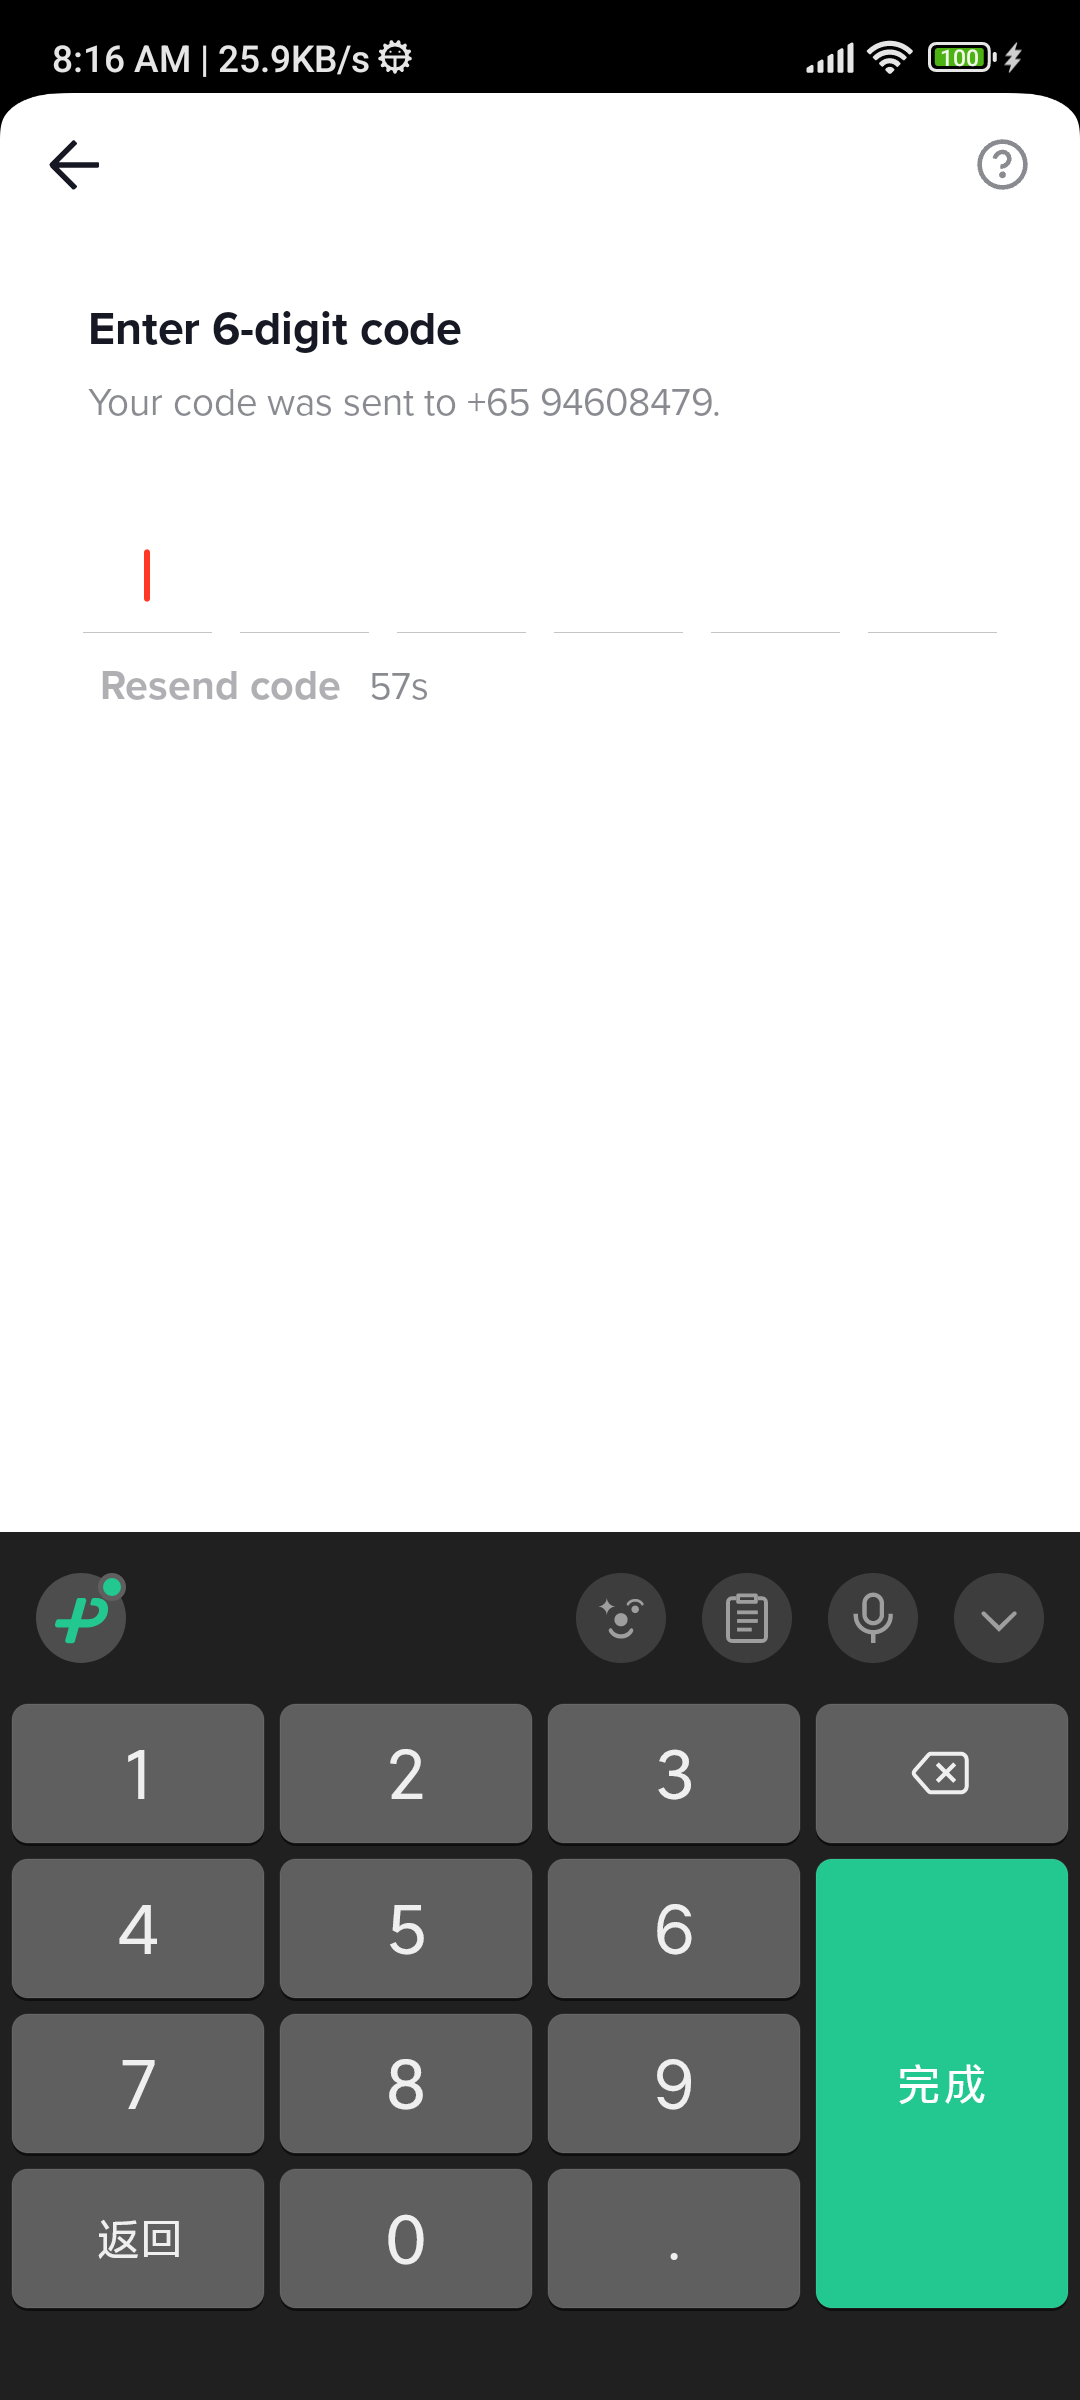 8:16 AM | 25.9KB/s
100
Enter 6-digit code
Your code was sent to +65 94608479.
Resend code 57s
1 2 3
4 5 6
7 8 9 完成
返回 0 .